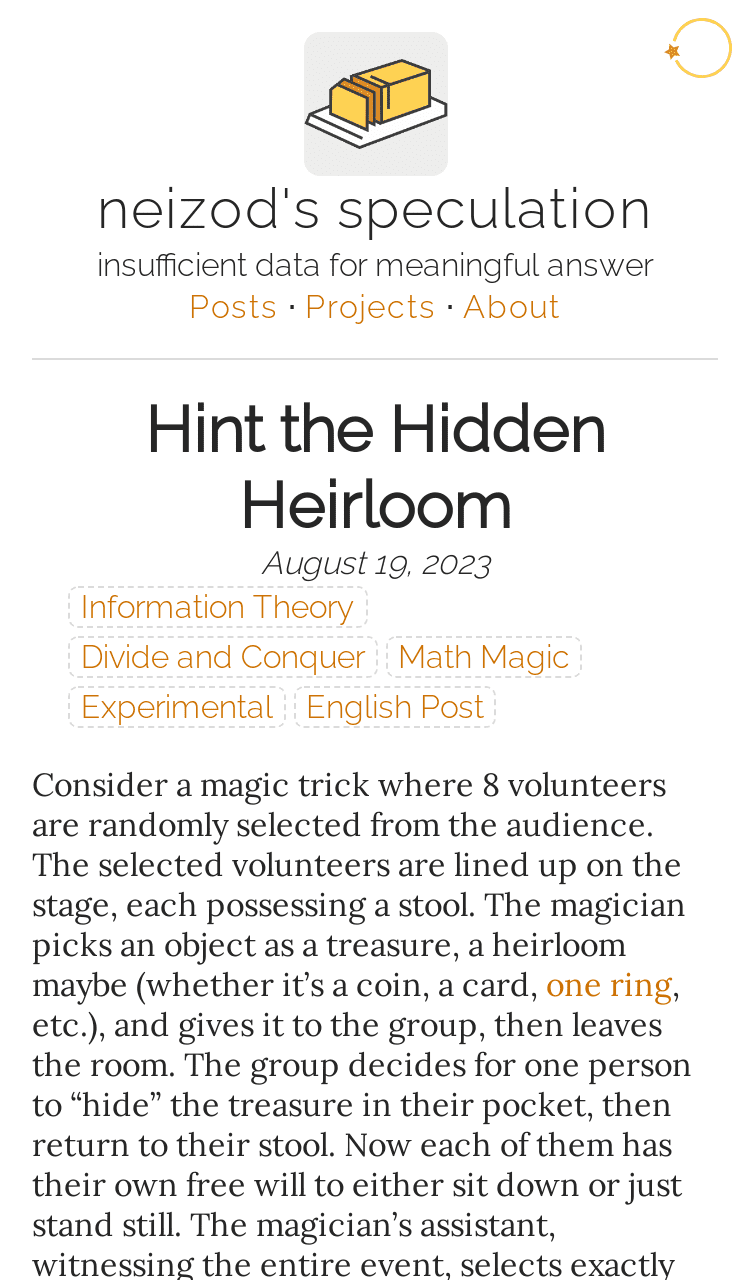 neizod's speculation
insufficient data for meaningful answer
Posts · Projects · About
Hint the Hidden
Heirloom
August 19, 2023
Information Theory
Divide and Conquer Math Magic
Experimental English Post
Consider a magic trick where 8 volunteers
are randomly selected from the audience.
The selected volunteers are lined up on the
stage, each possessing a stool. The magician
picks an object as a treasure, a heirloom
maybe (whether it’s a coin, a card, one ring,
etc.), and gives it to the group, then leaves
the room. The group decides for one person
to “hide” the treasure in their pocket, then
return to their stool. Now each of them has
their own free will to either sit down or just
stand still. The magician’s assistant,
witnessing the entire event, selects exactly